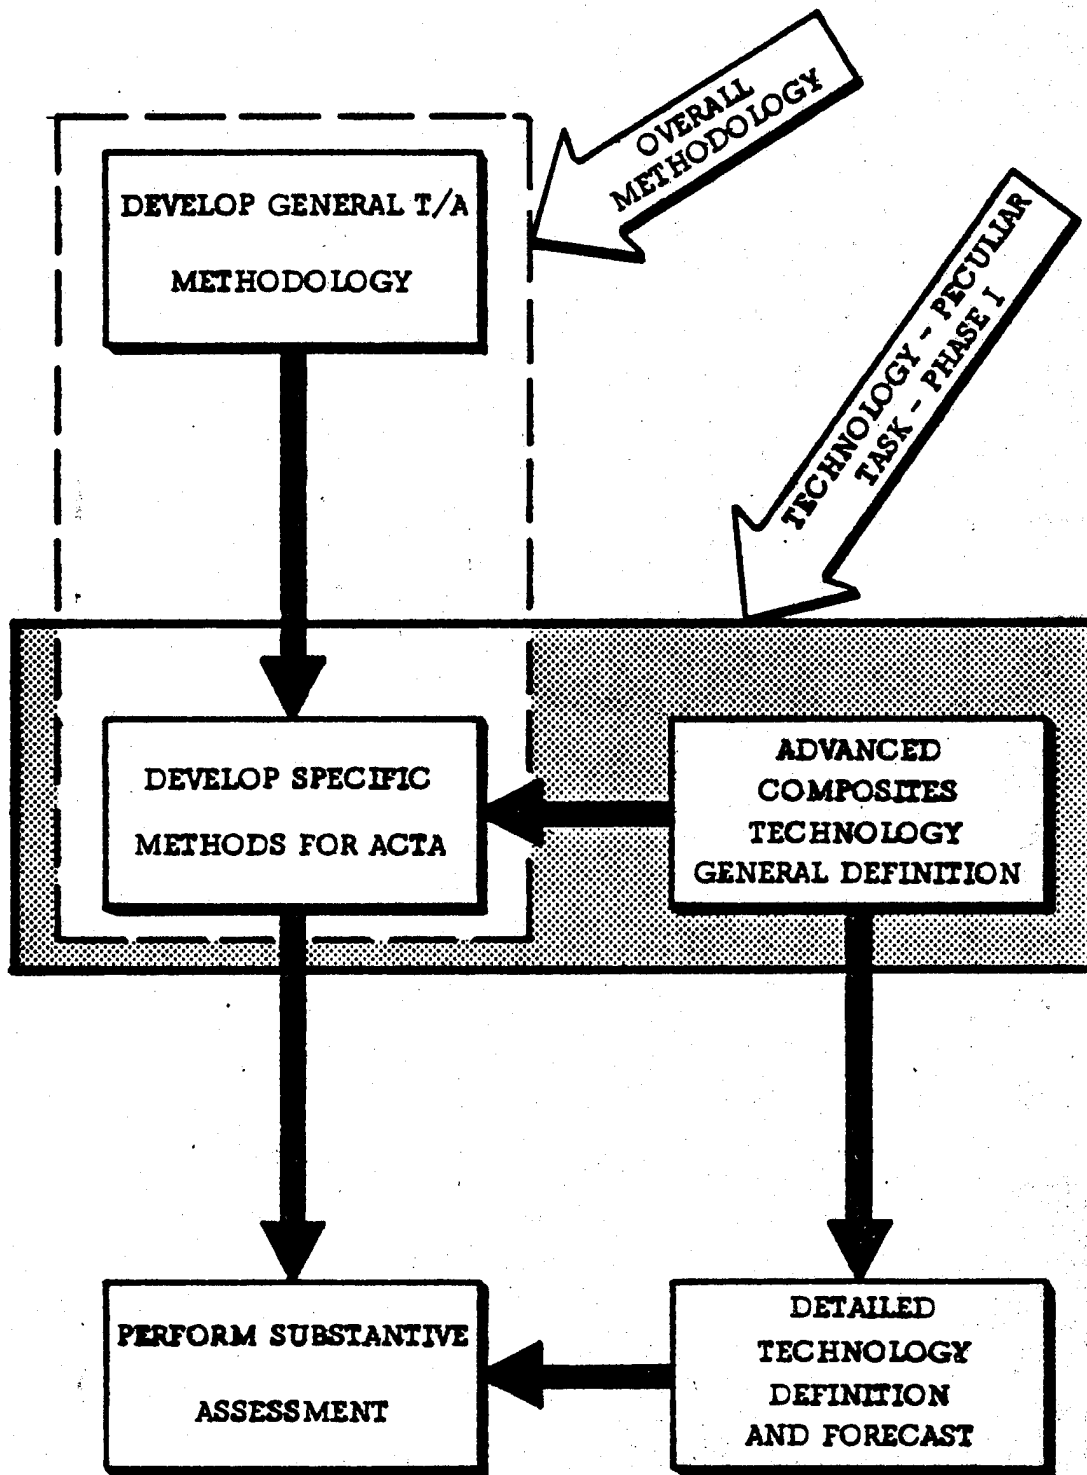 OVERALL
METHODOLOGY
TECHNOLOGY - PECULIAR
TASK - PHASE I
DEVELOP GENERAL T/A
METHODOLOGY
DEVELOP SPECIFIC
METHODS FOR ACTA
ADVANCED
COMPOSITES
TECHNOLOGY
GENERAL DEFINITION
PERFORM SUBSTANTIVE
ASSESSMENT
DETAILED
TECHNOLOGY
DEFINITION
AND FORECAST